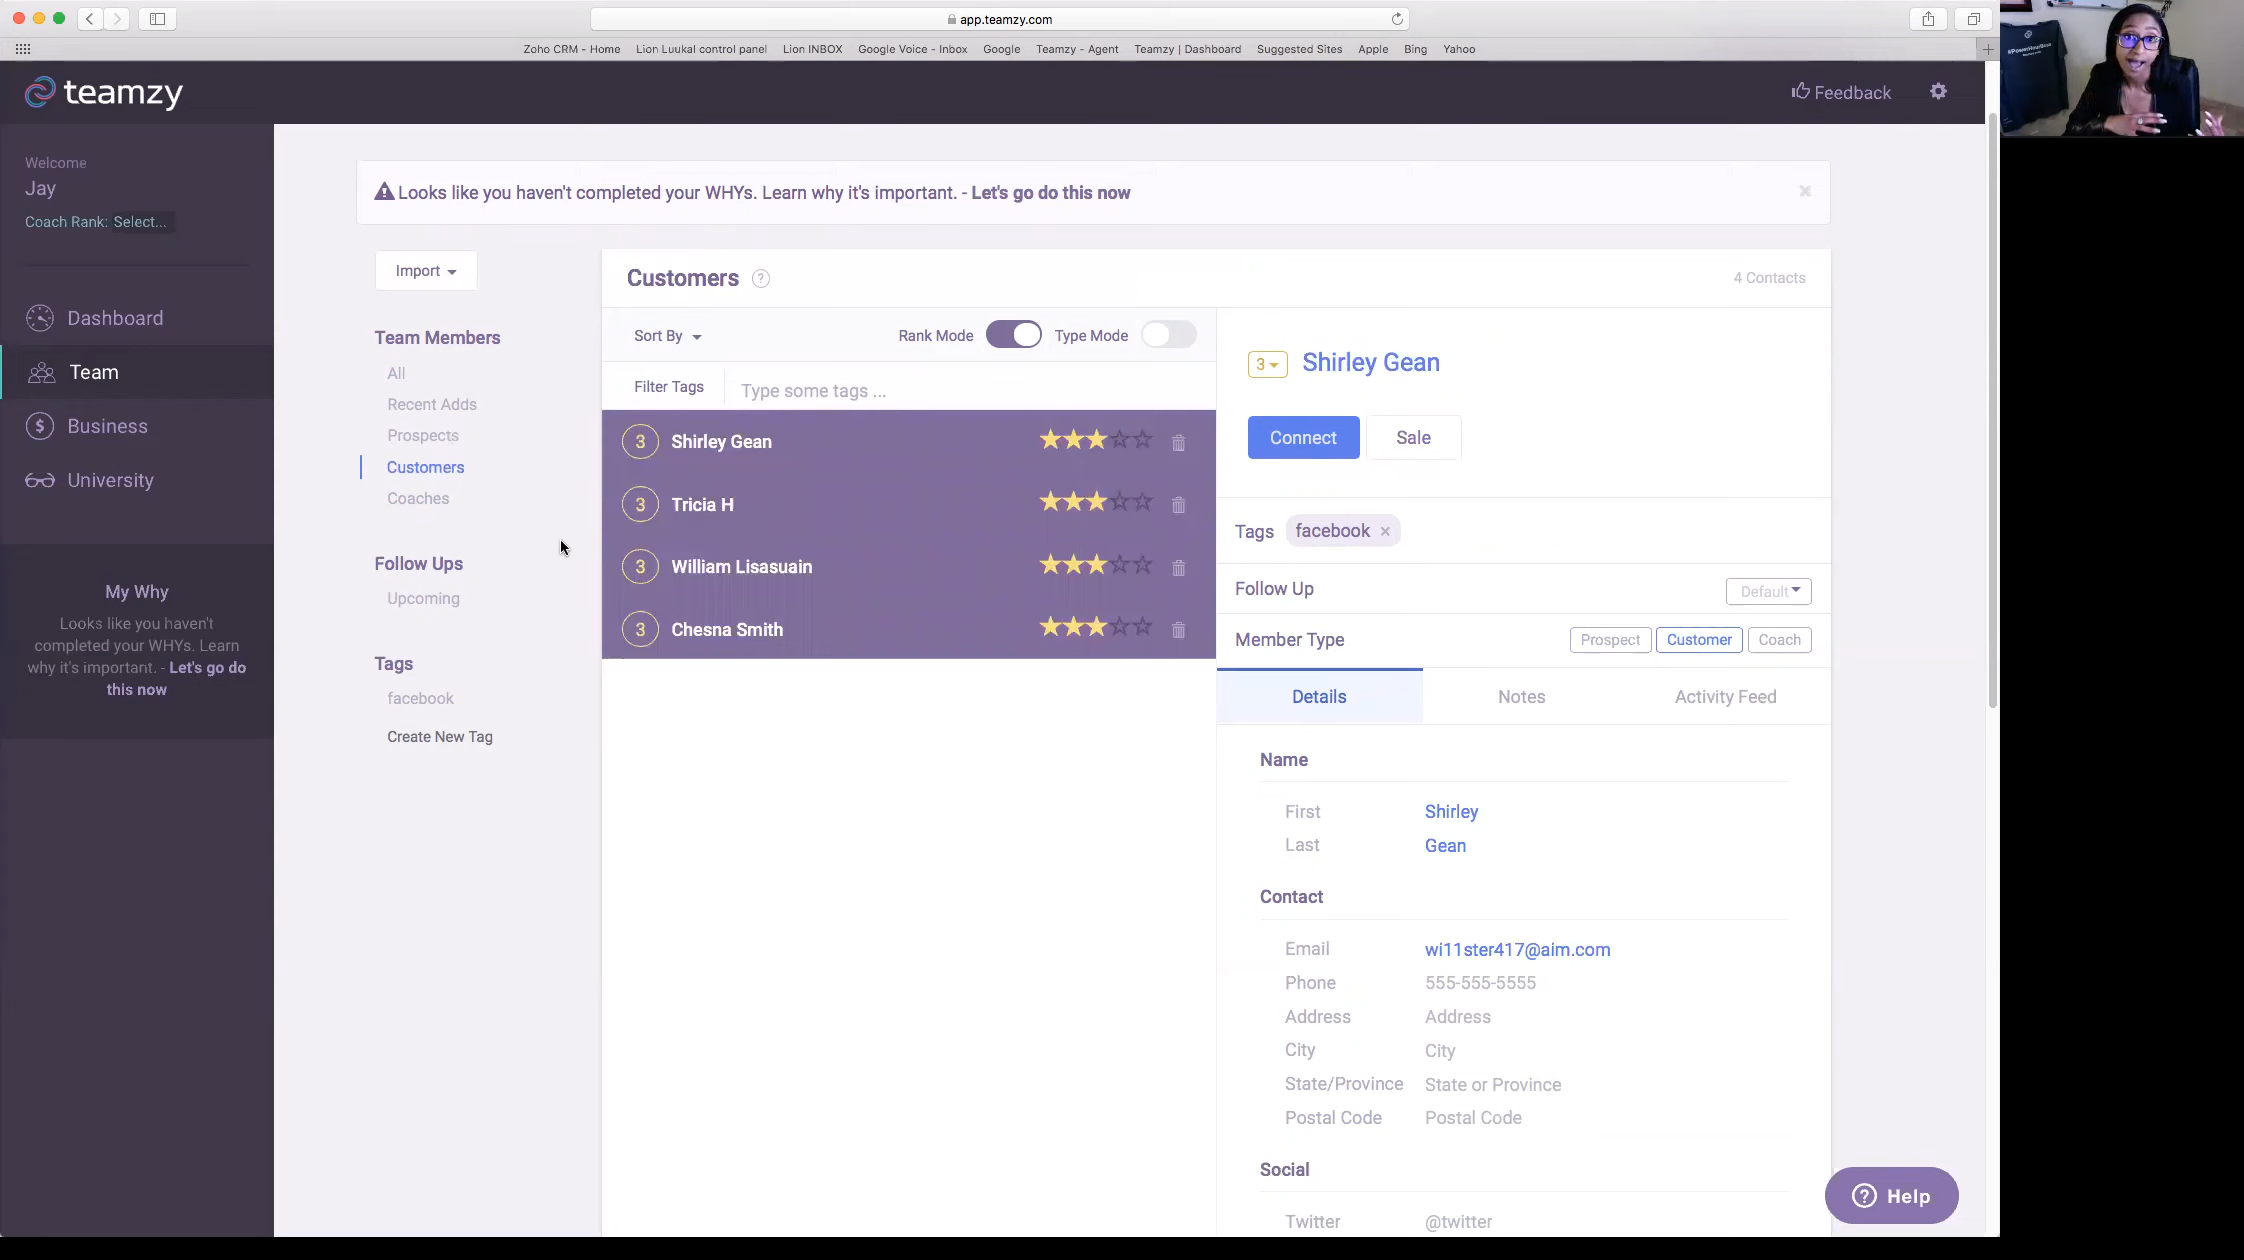 app.teamzy.com
Zoho CRM - Home Lion Luukal control panel Lion INBOX Google Voice - Inbox Google Teamzy - Agent Teamzy | Dashboard Suggested Sites Apple Bing Yahoo
teamzy
Feedback
Welcome
Jay
Coach Rank: Select...
Dashboard
Team
Business
University
My Why
Looks like you haven't
completed your WHYs. Learn
why it's important. - Let's go do
this now
Looks like you haven't completed your WHYs. Learn why it's important. - Let's go do this now
Import
Team Members
All
Recent Adds
Prospects
Customers
Coaches
Follow Ups
Upcoming
Tags
facebook
Create New Tag
Customers ?
4 Contacts
Sort By Rank Mode Type Mode
Filter Tags Type some tags ...
3 Shirley Gean
3 Tricia H
3 William Lisasuain
3 Chesna Smith
3 Shirley Gean
Connect Sale
Tags facebook ×
Follow Up Default
Member Type Prospect Customer Coach
Details Notes Activity Feed
Name
First Shirley
Last Gean
Contact
Email wi11ster417@aim.com
Phone 555-555-5555
Address Address
City City
State/Province State or Province
Postal Code Postal Code
Social
Twitter @twitter
? Help